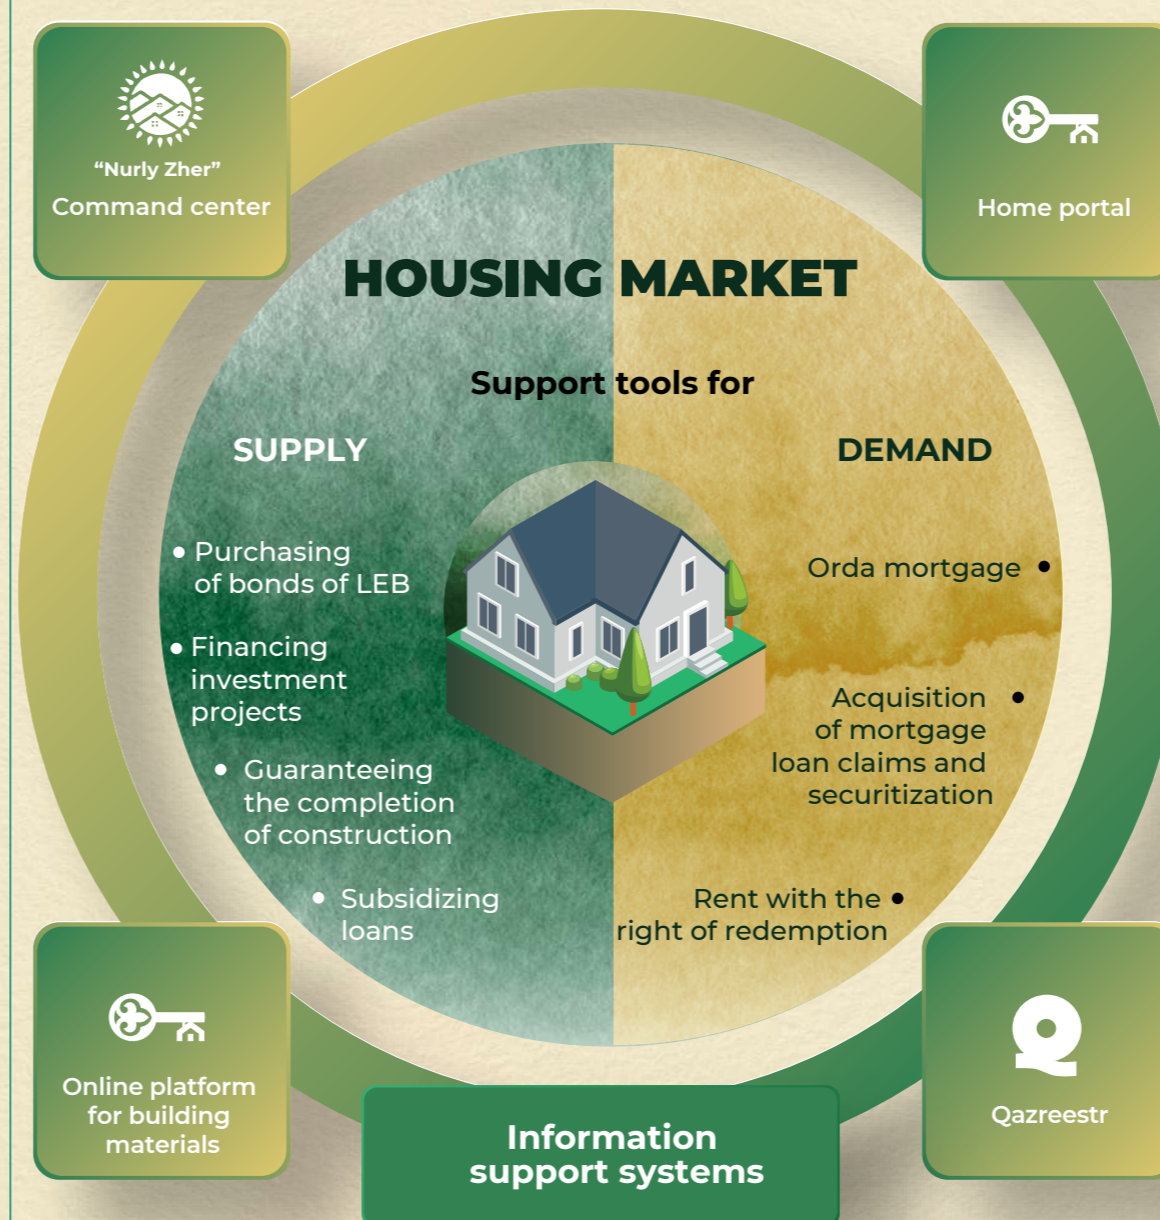 “Nurly Zher”
Command center
Home portal
HOUSING MARKET
Support tools for
SUPPLY
• Purchasing
of bonds of LEB
• Financing
investment
projects
• Guaranteeing
the completion
of construction
• Subsidizing
loans
DEMAND
Orda mortgage •
Acquisition •
of mortgage
loan claims and
securitization
Rent with the •
right of redemption
Online platform
for building
materials
Information
support systems
Qazreestr